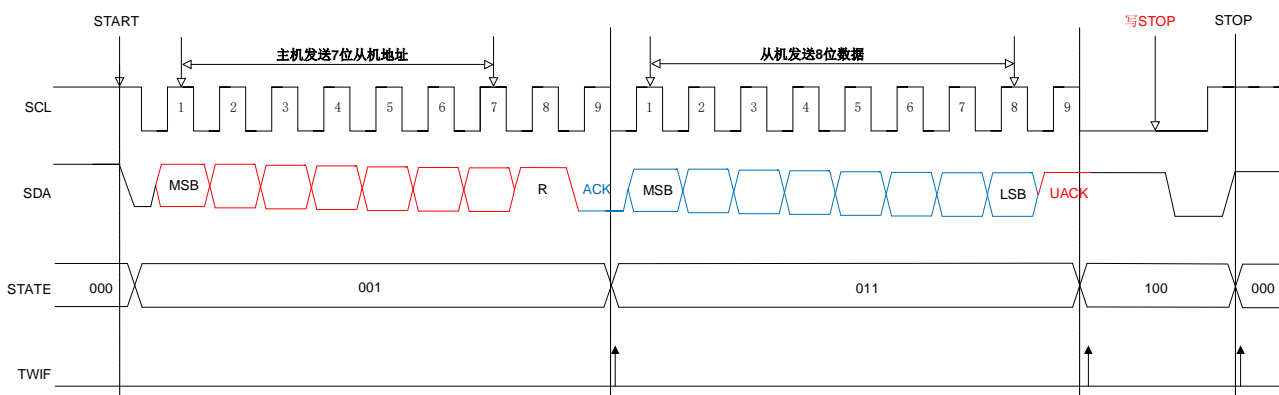 START
写STOP
STOP
主机发送7位从机地址
从机发送8位数据
SCL
1 2 3 4 5 6 7 8 9 1 2 3 4 5 6 7 8 9
SDA
MSB R ACK MSB LSB UACK
STATE
000 001 011 100 000
TWIF